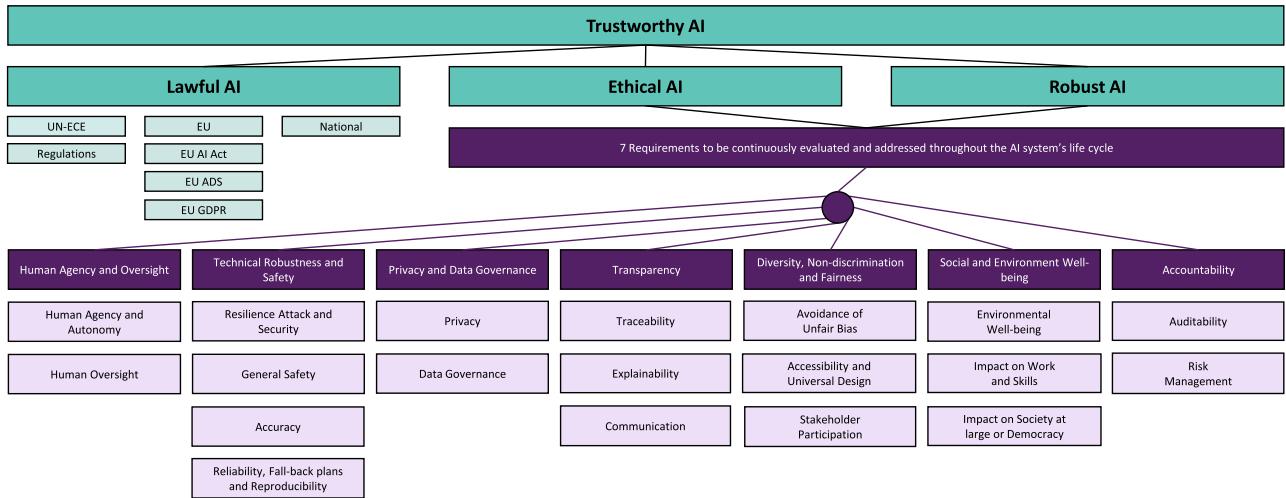 Trustworthy AI
Lawful AI
Ethical AI
Robust AI
UN-ECE
EU
National
Regulations
EU AI Act
EU ADS
EU GDPR
7 Requirements to be continuously evaluated and addressed throughout the AI system's life cycle
Human Agency and Oversight
Technical Robustness and
Safety
Privacy and Data Governance
Transparency
Diversity, Non-discrimination
and Fairness
Social and Environment Well-
being
Accountability
Human Agency and
Autonomy
Resilience Attack and
Security
Privacy
Traceability
Avoidance of
Unfair Bias
Environmental
Well-being
Auditability
Human Oversight
General Safety
Data Governance
Explainability
Accessibility and
Universal Design
Impact on Work
and Skills
Risk
Management
Accuracy
Communication
Stakeholder
Participation
Impact on Society at
large or Democracy
Reliability, Fall-back plans
and Reproducibility